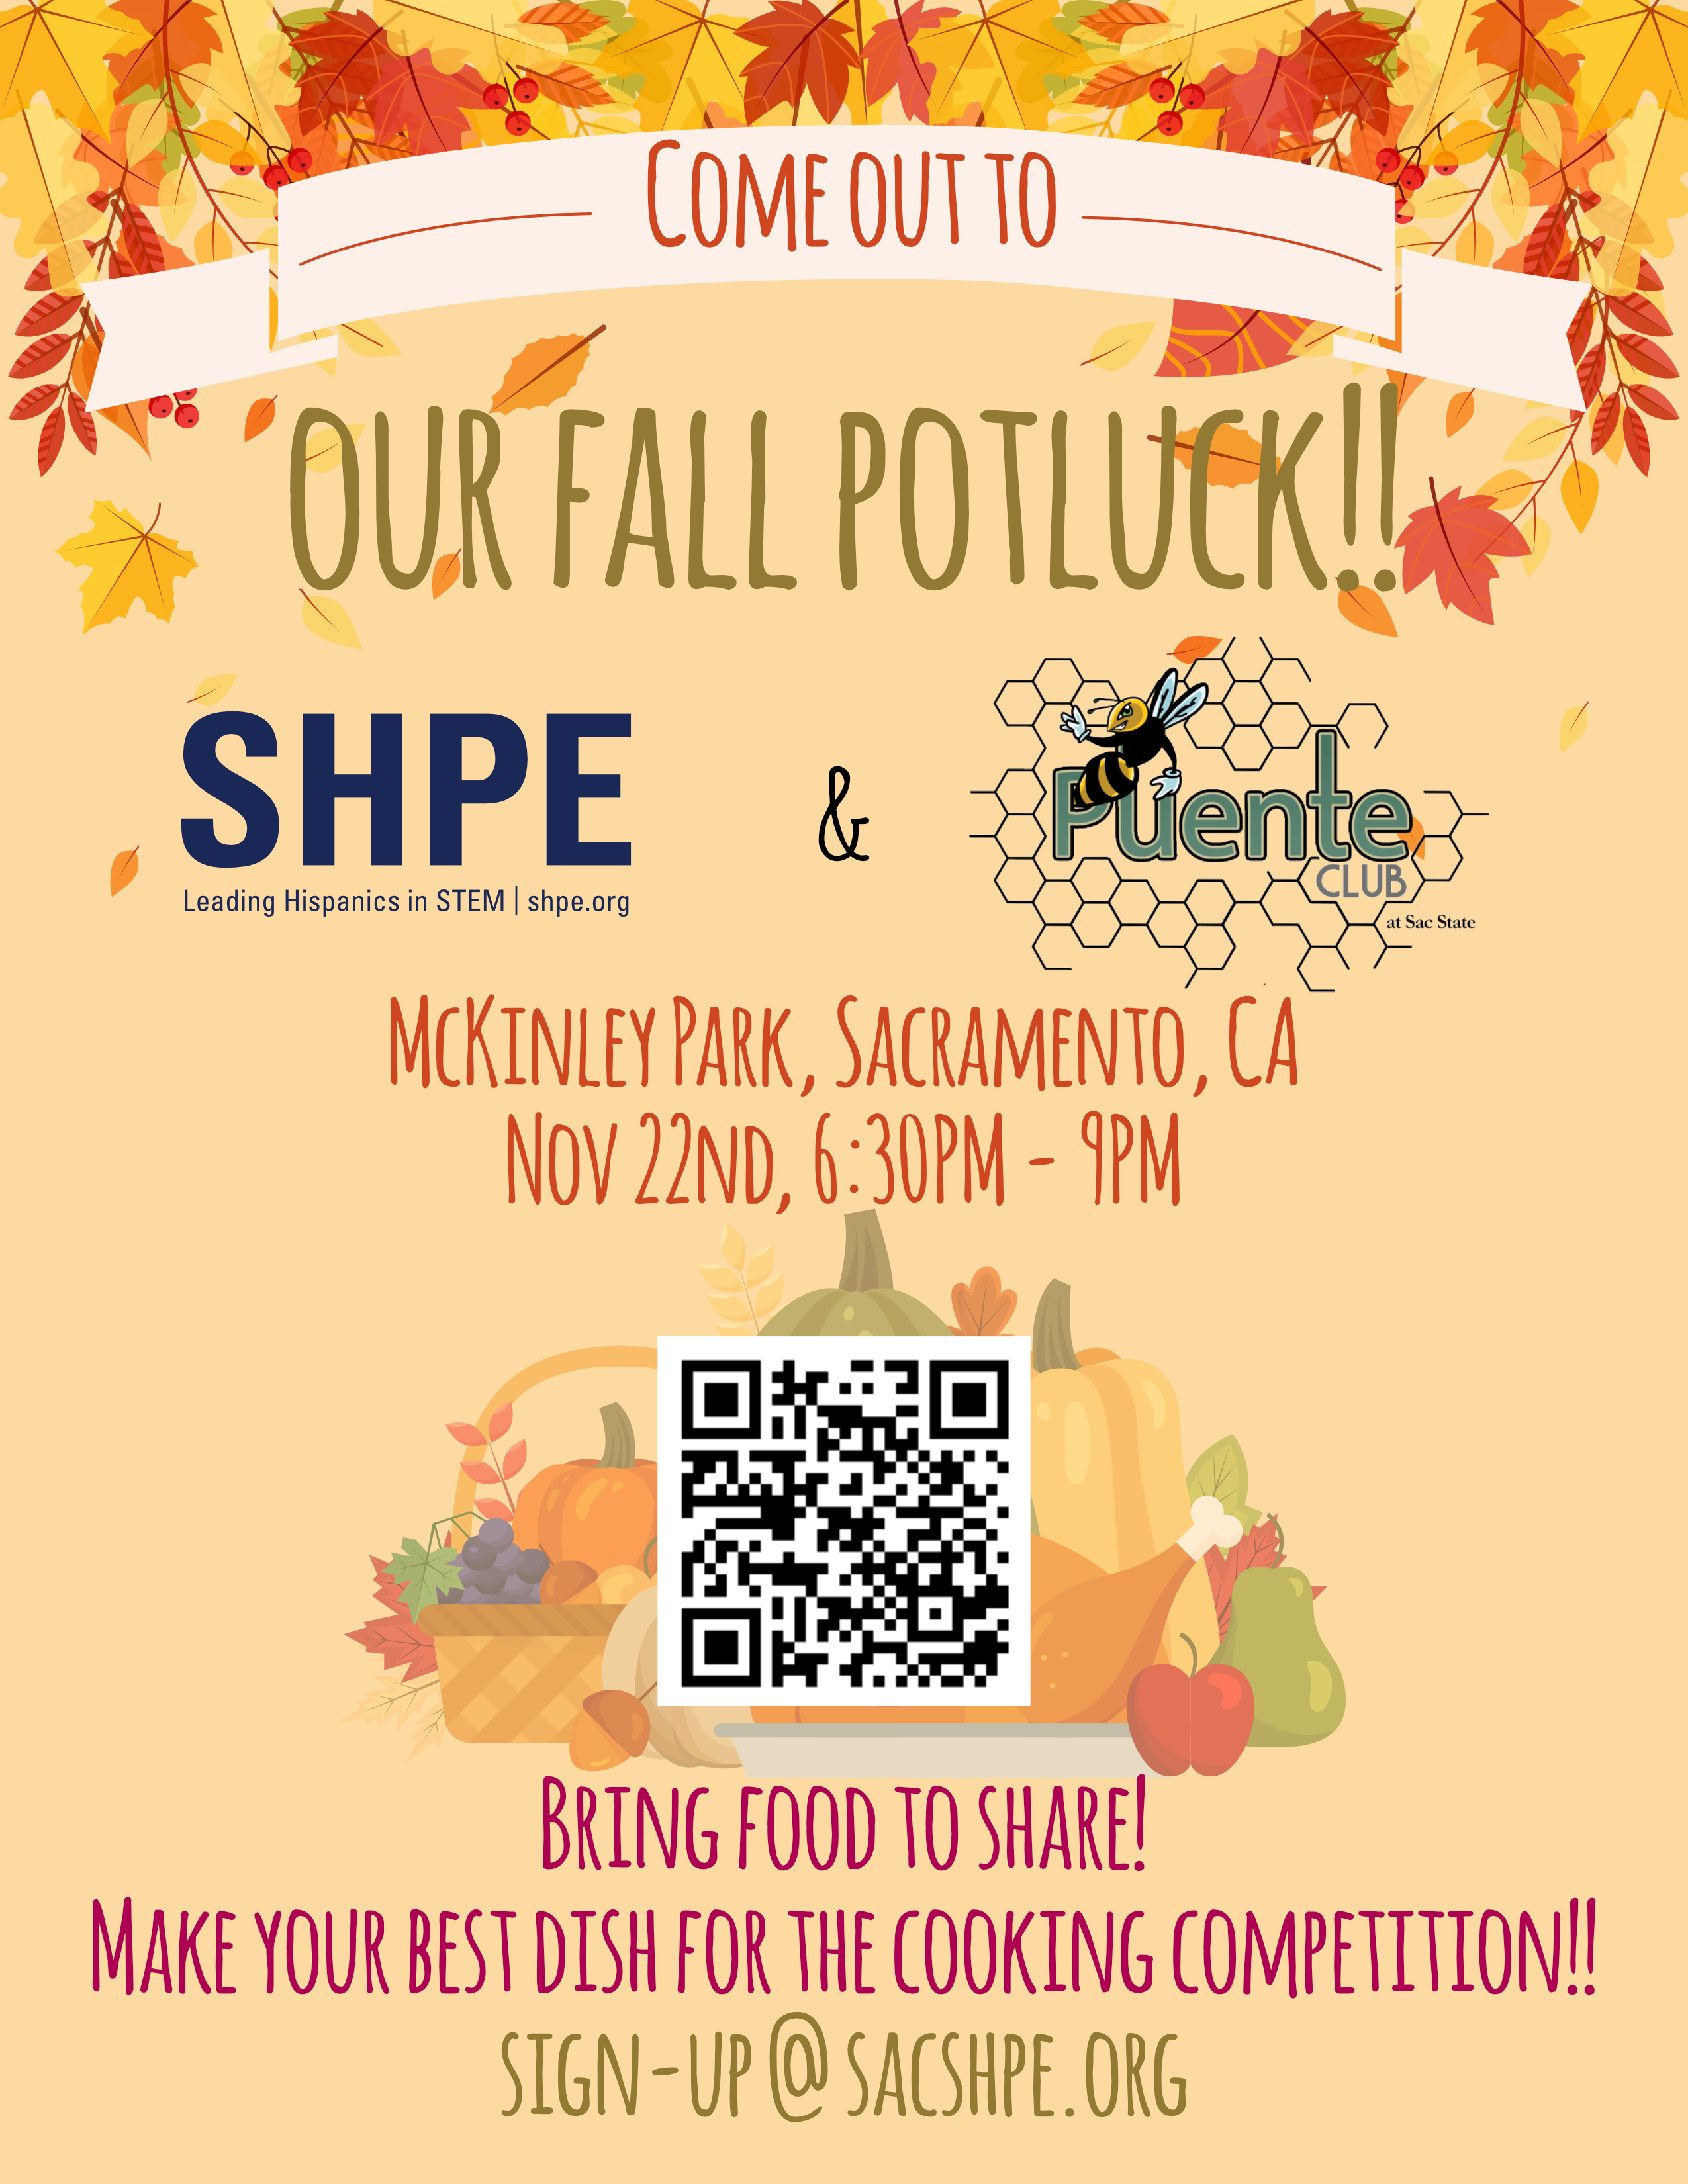 Come out to
our fall potluck!!
SHPE
Leading Hispanics in STEM | shpe.org
&
Puente
CLUB
at Sac State
McKinley Park, Sacramento, CA
Nov 22nd, 6:30PM - 9PM
Bring food to share!
Make your best dish for the cooking competition!!
sign-up @ sacshpe.org